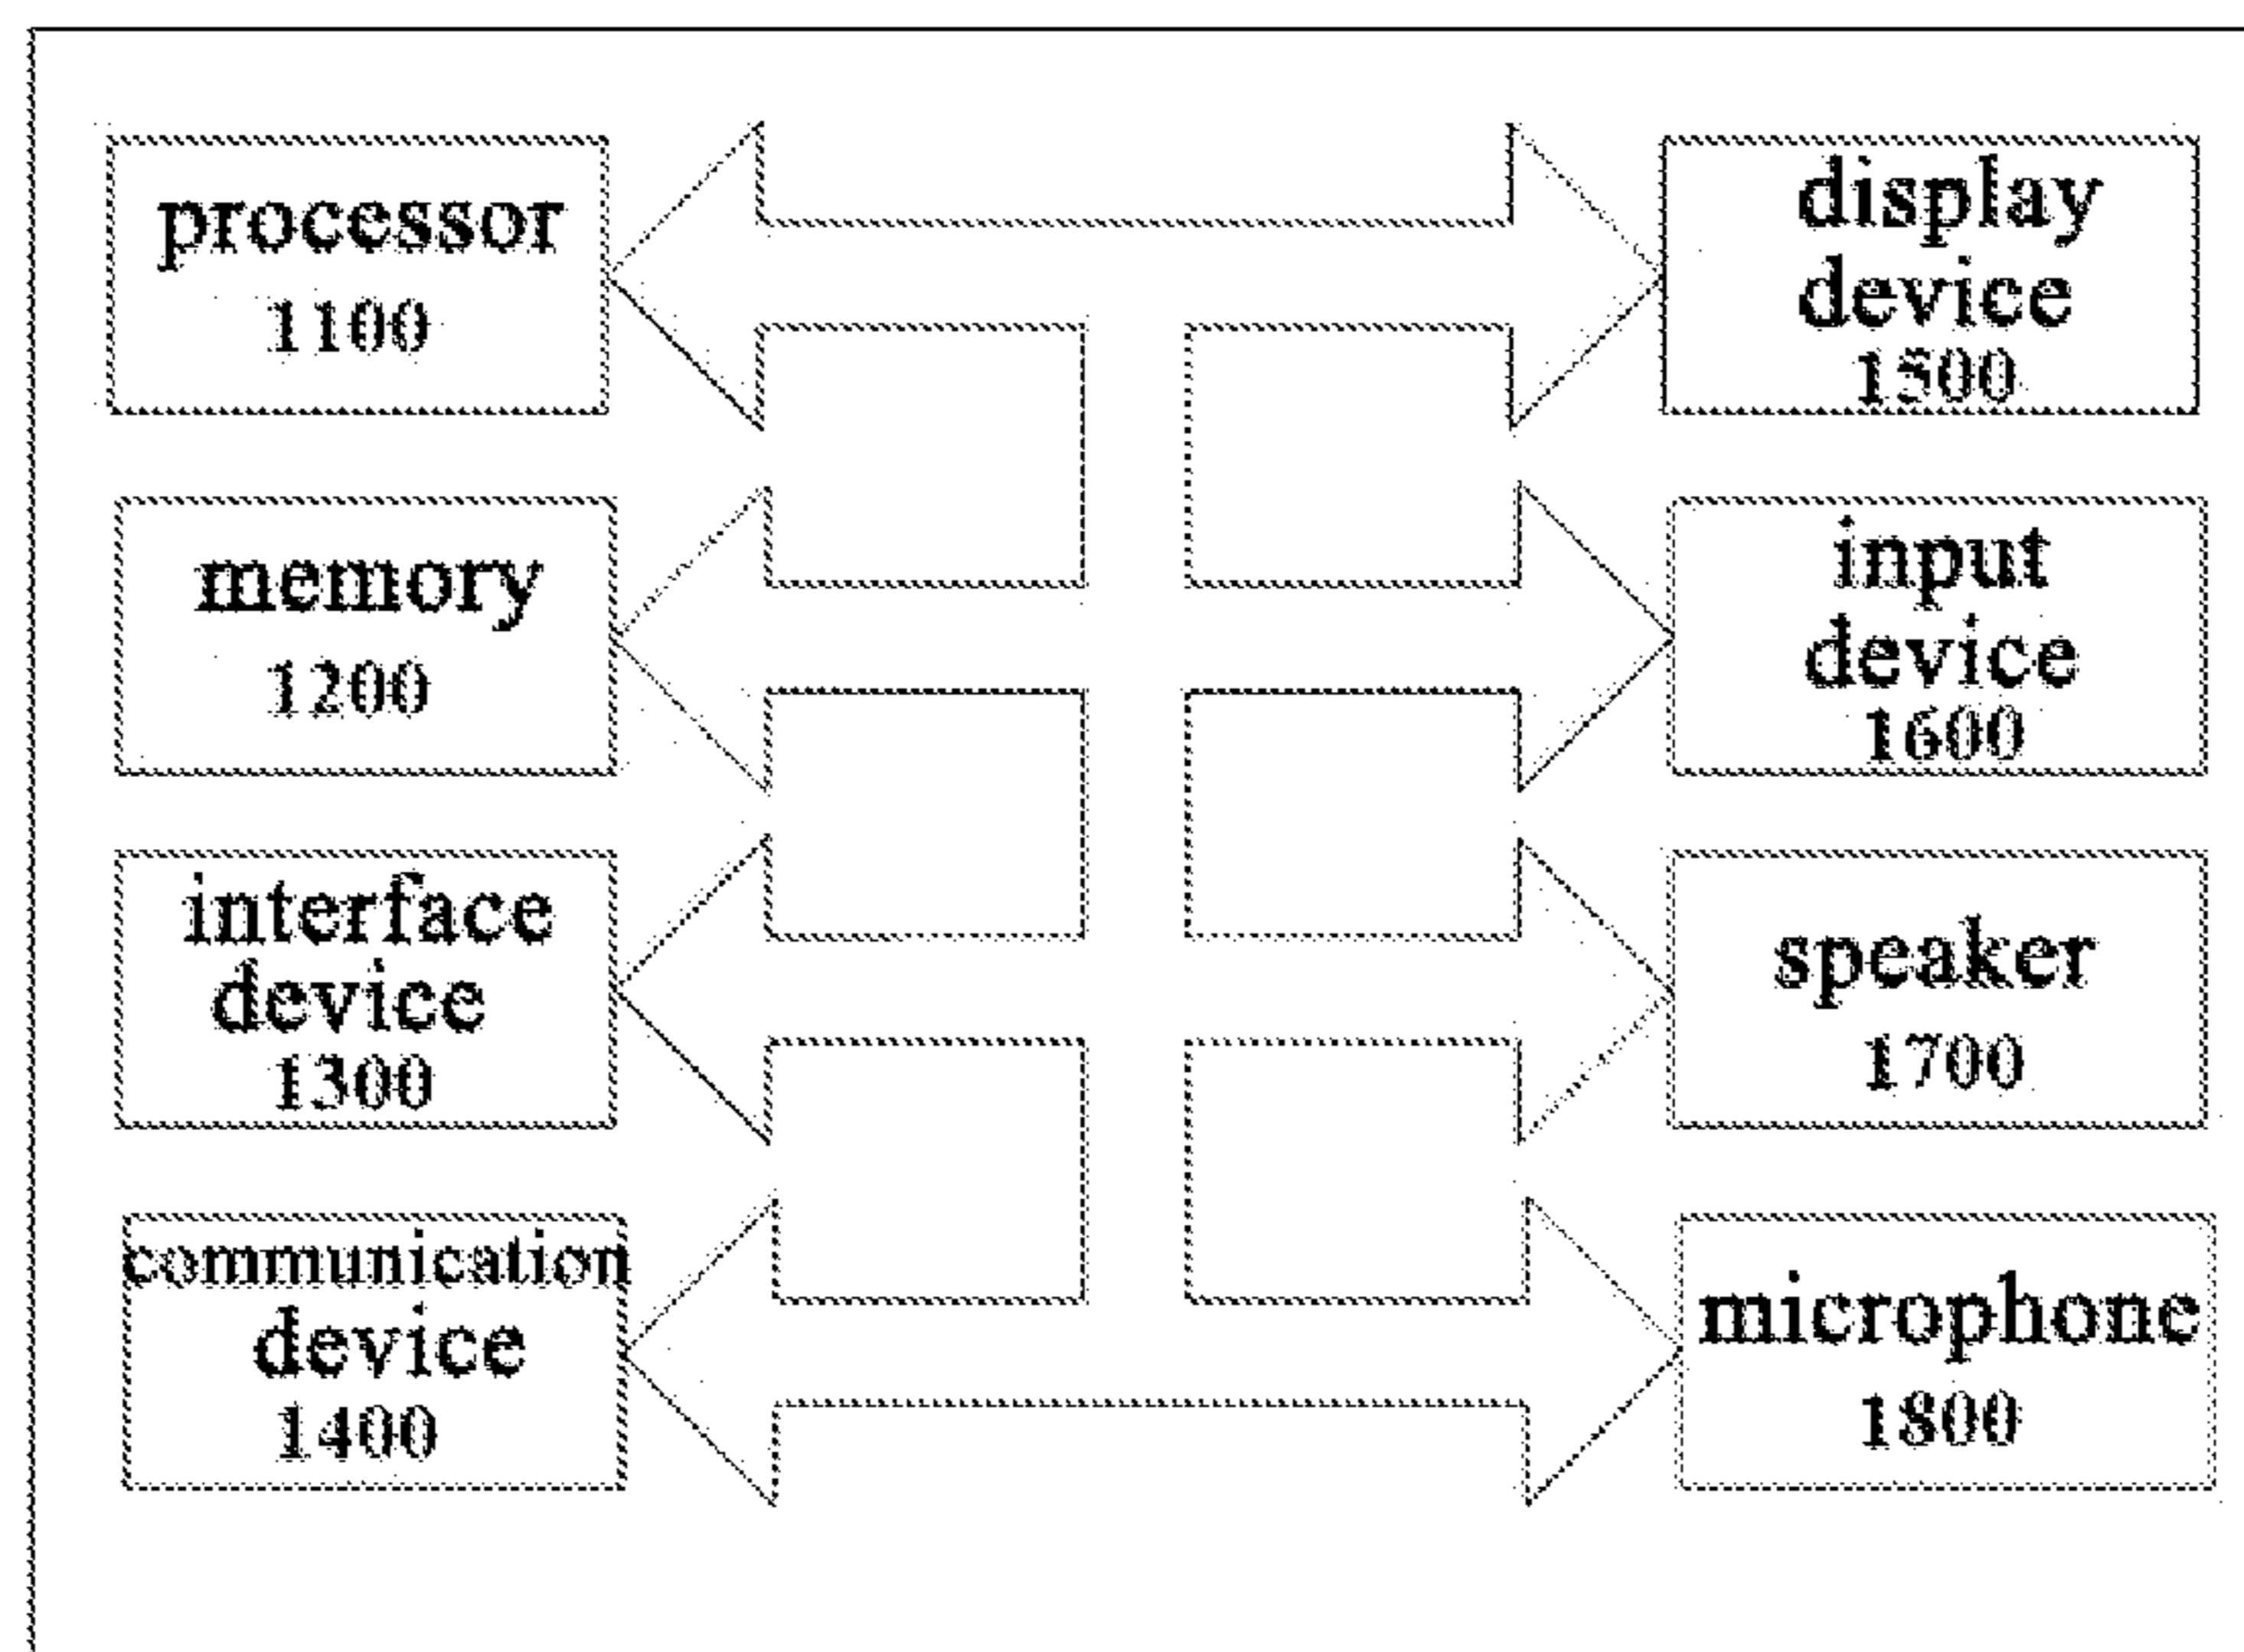 processor
1100
display
device
1500
memory
1200
input
device
1600
interface
device
1300
speaker
1700
communication
device
1400
microphone
1800